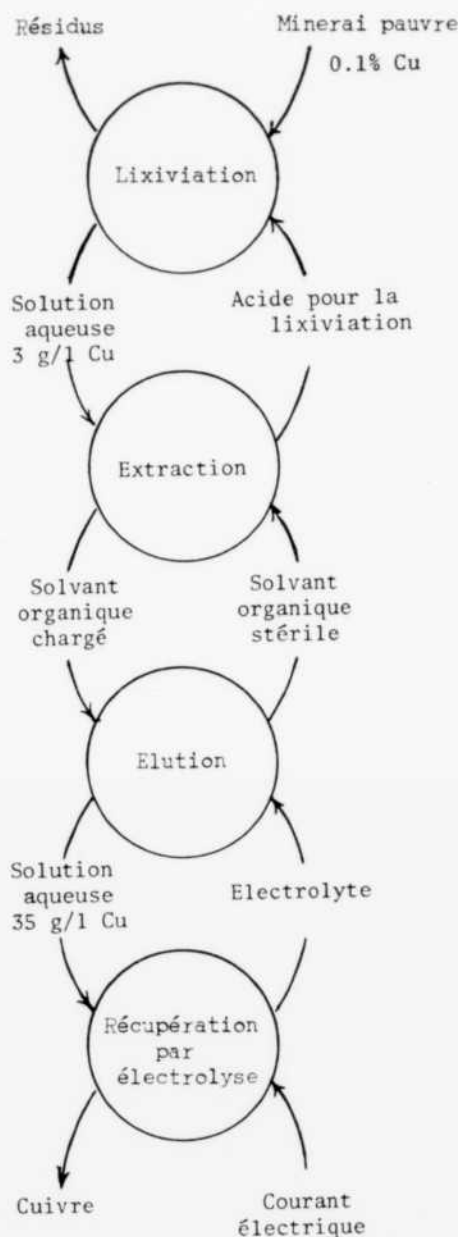 Résidus
Minerai pauvre
0.1% Cu
Lixiviation
Solution
aqueuse
3 g/l Cu
Acide pour la
lixiviation
Extraction
Solvant
organique
chargé
Solvant
organique
stérile
Elution
Solution
aqueuse
35 g/l Cu
Electrolyte
Récupération
par
électrolyse
Cuivre
Courant
électrique